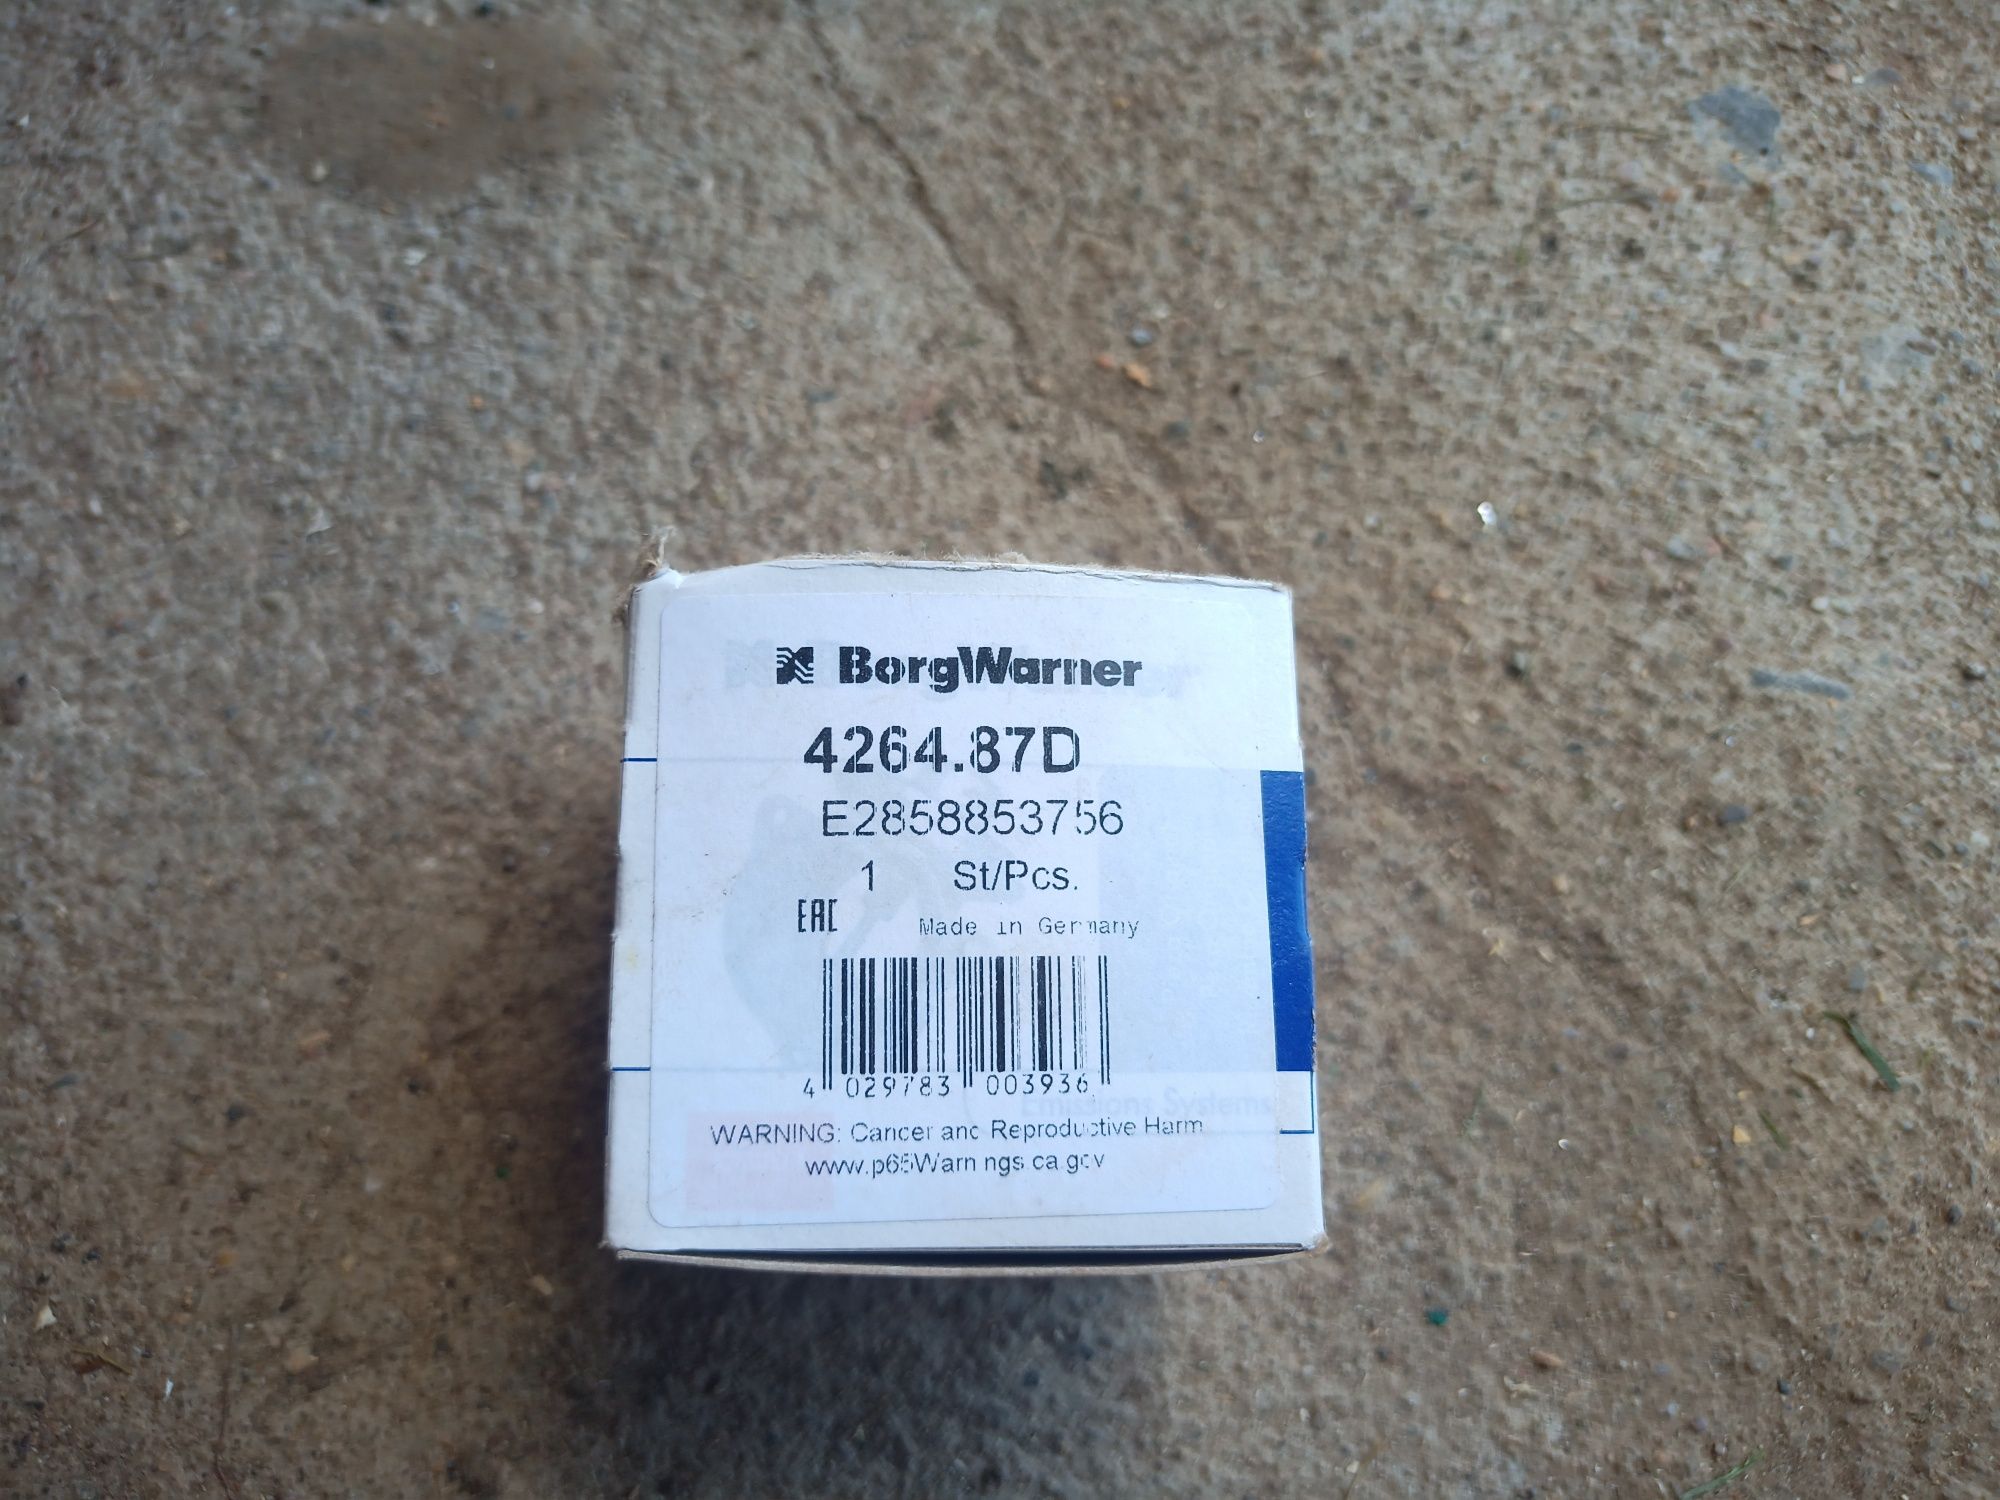 BorgWarner
4264.87D
E2858853756
1 St/Pcs.
EAC Made in Germany
4 029783 003936
Emissions Systems
WARNING: Cancer and Reproductive Harm
www.p65Warnings.ca.gov